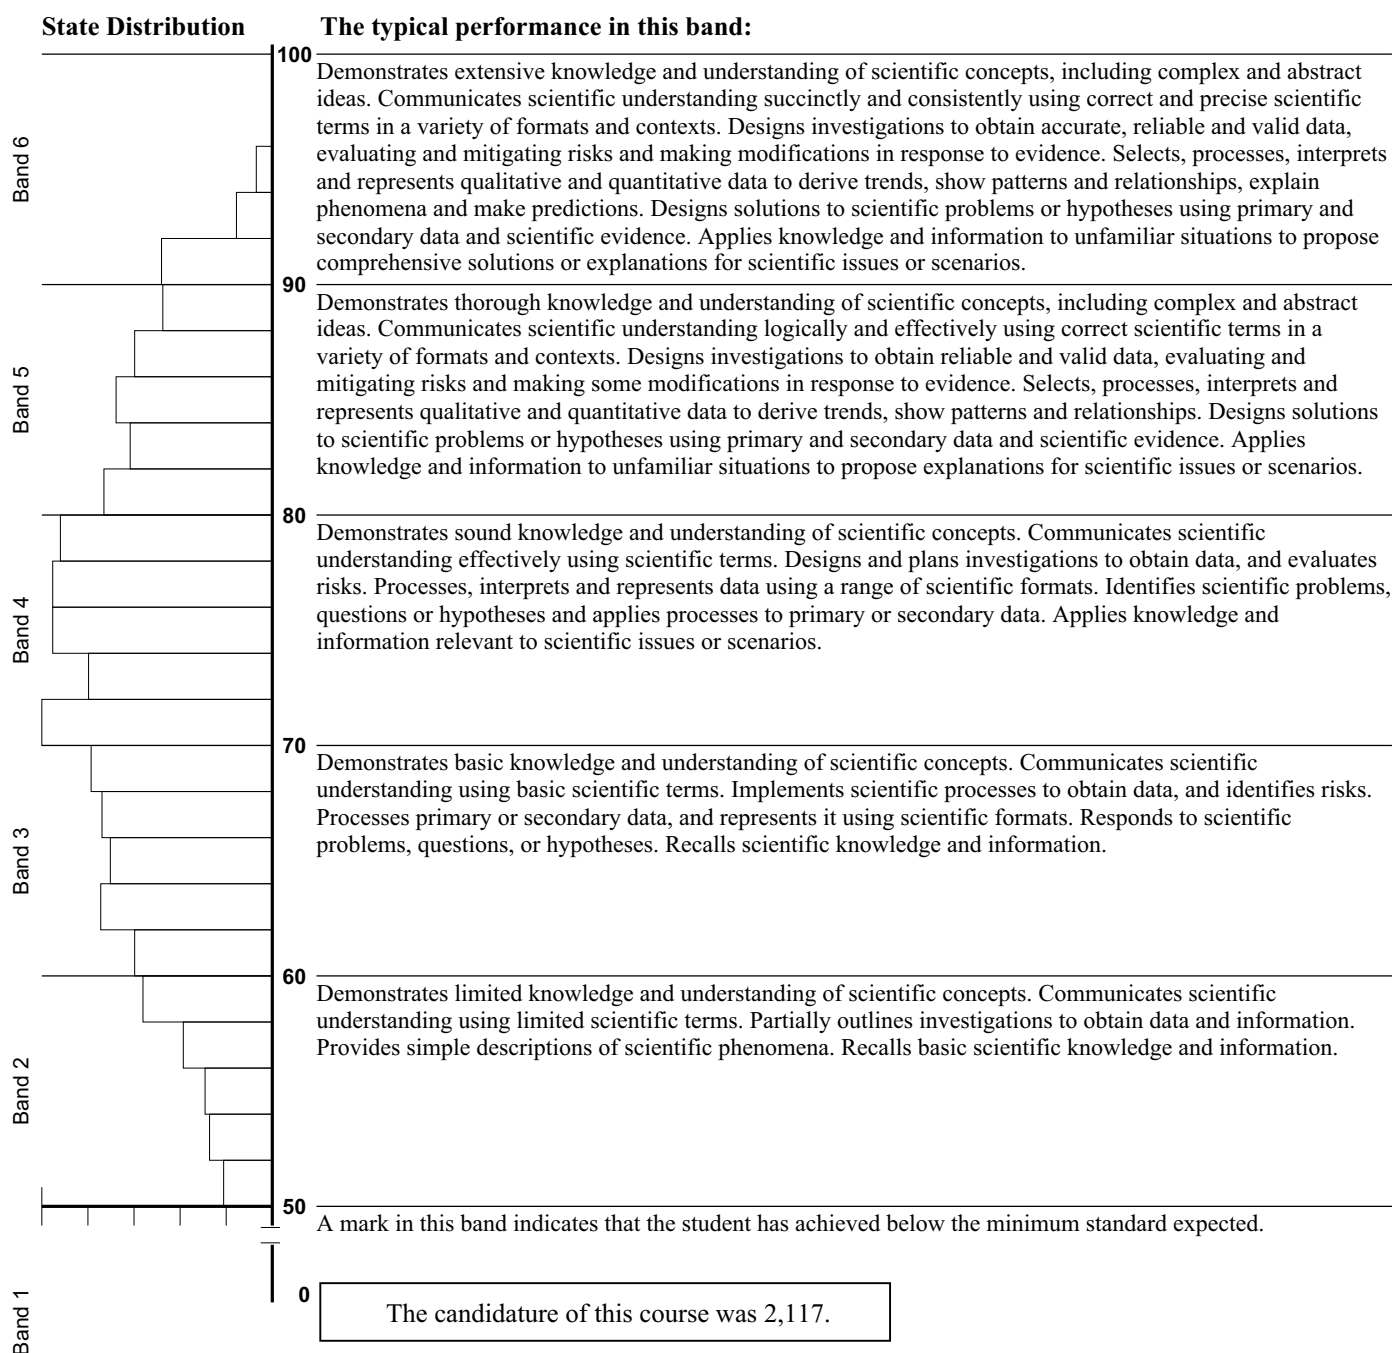 State Distribution
The typical performance in this band:
100
Demonstrates extensive knowledge and understanding of scientific concepts, including complex and abstract
ideas. Communicates scientific understanding succinctly and consistently using correct and precise scientific
terms in a variety of formats and contexts. Designs investigations to obtain accurate, reliable and valid data,
evaluating and mitigating risks and making modifications in response to evidence. Selects, processes, interprets
and represents qualitative and quantitative data to derive trends, show patterns and relationships, explain
phenomena and make predictions. Designs solutions to scientific problems or hypotheses using primary and
secondary data and scientific evidence. Applies knowledge and information to unfamiliar situations to propose
comprehensive solutions or explanations for scientific issues or scenarios.
Band 6
90
Demonstrates thorough knowledge and understanding of scientific concepts, including complex and abstract
ideas. Communicates scientific understanding logically and effectively using correct scientific terms in a
variety of formats and contexts. Designs investigations to obtain reliable and valid data, evaluating and
mitigating risks and making some modifications in response to evidence. Selects, processes, interprets and
represents qualitative and quantitative data to derive trends, show patterns and relationships. Designs solutions
to scientific problems or hypotheses using primary and secondary data and scientific evidence. Applies
knowledge and information to unfamiliar situations to propose explanations for scientific issues or scenarios.
Band 5
80
Demonstrates sound knowledge and understanding of scientific concepts. Communicates scientific
understanding effectively using scientific terms. Designs and plans investigations to obtain data, and evaluates
risks. Processes, interprets and represents data using a range of scientific formats. Identifies scientific problems,
questions or hypotheses and applies processes to primary or secondary data. Applies knowledge and
information relevant to scientific issues or scenarios.
Band 4
70
Demonstrates basic knowledge and understanding of scientific concepts. Communicates scientific
understanding using basic scientific terms. Implements scientific processes to obtain data, and identifies risks.
Processes primary or secondary data, and represents it using scientific formats. Responds to scientific
problems, questions, or hypotheses. Recalls scientific knowledge and information.
Band 3
60
Demonstrates limited knowledge and understanding of scientific concepts. Communicates scientific
understanding using limited scientific terms. Partially outlines investigations to obtain data and information.
Provides simple descriptions of scientific phenomena. Recalls basic scientific knowledge and information.
Band 2
50
A mark in this band indicates that the student has achieved below the minimum standard expected.
Band 1
0
The candidature of this course was 2,117.